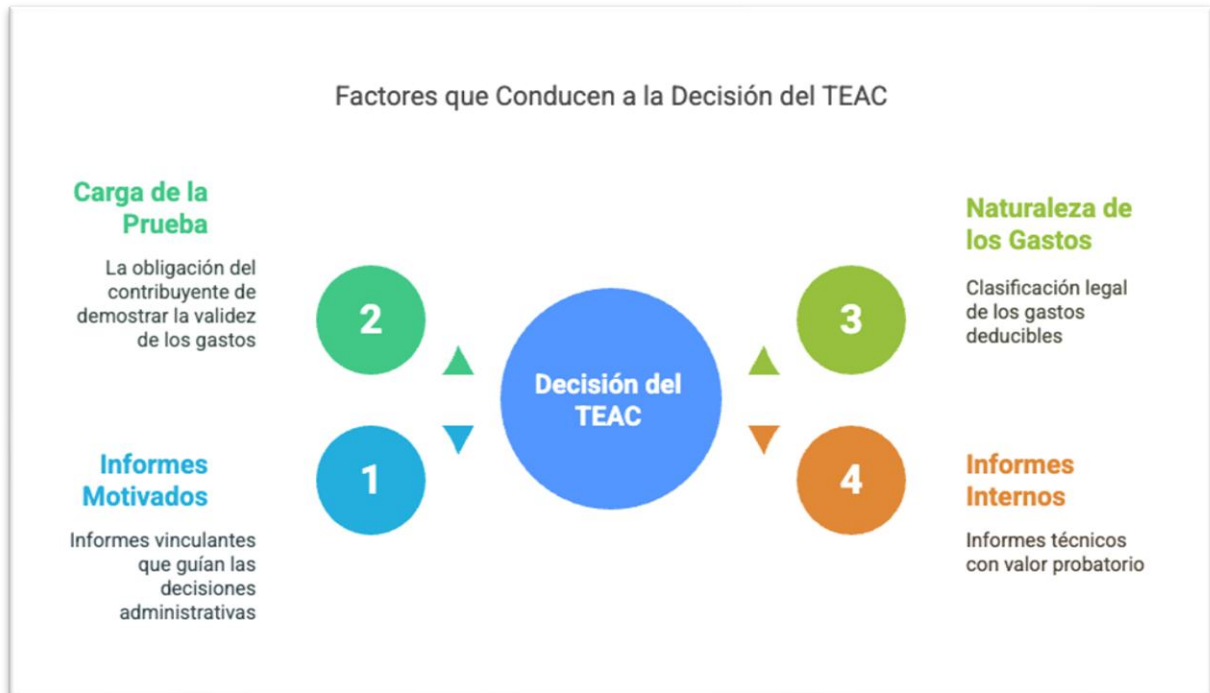 Factores que Conducen a la Decisión del TEAC
Carga de la
Prueba
La obligación del
contribuyente de
demostrar la validez
de los gastos
2
Informes
Motivados
Informes vinculantes
que guían las
decisiones
administrativas
1
Decisión del
TEAC
3
Naturaleza de
los Gastos
Clasificación legal
de los gastos
deducibles
4
Informes
Internos
Informes técnicos
con valor probatorio